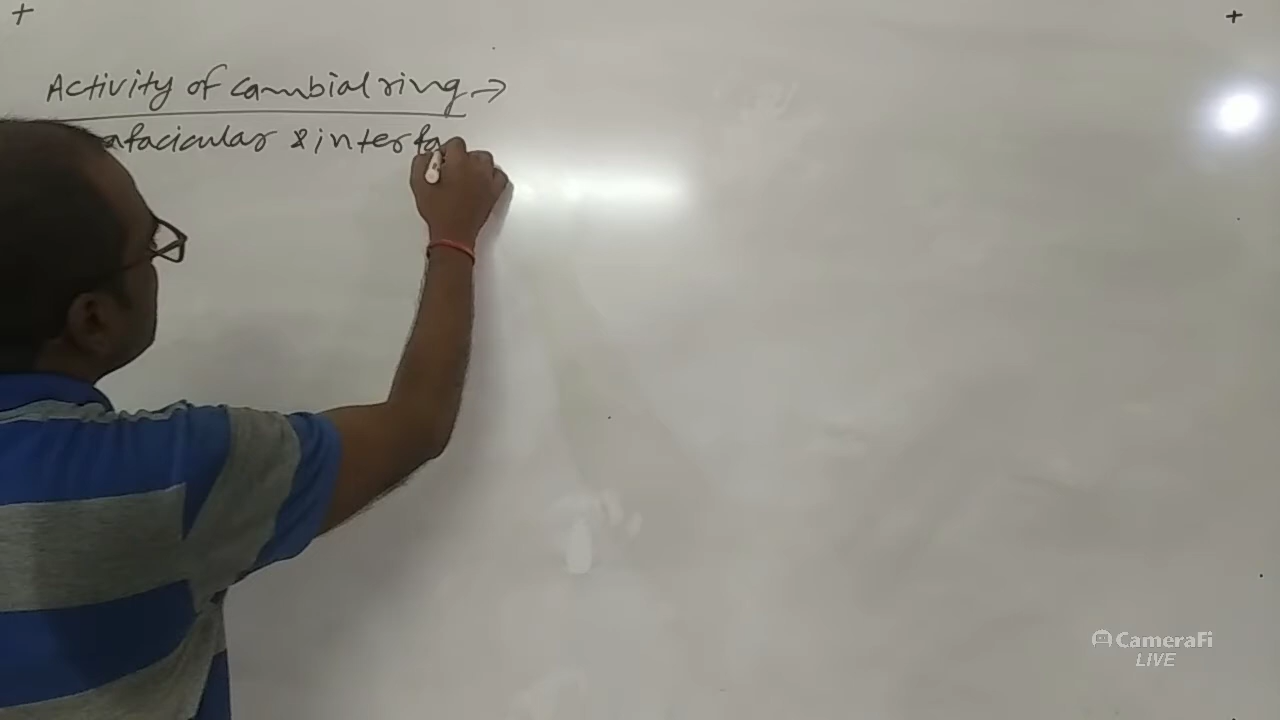 Activity of cambial ring →
afacicular & interfa
CameraFi
LIVE